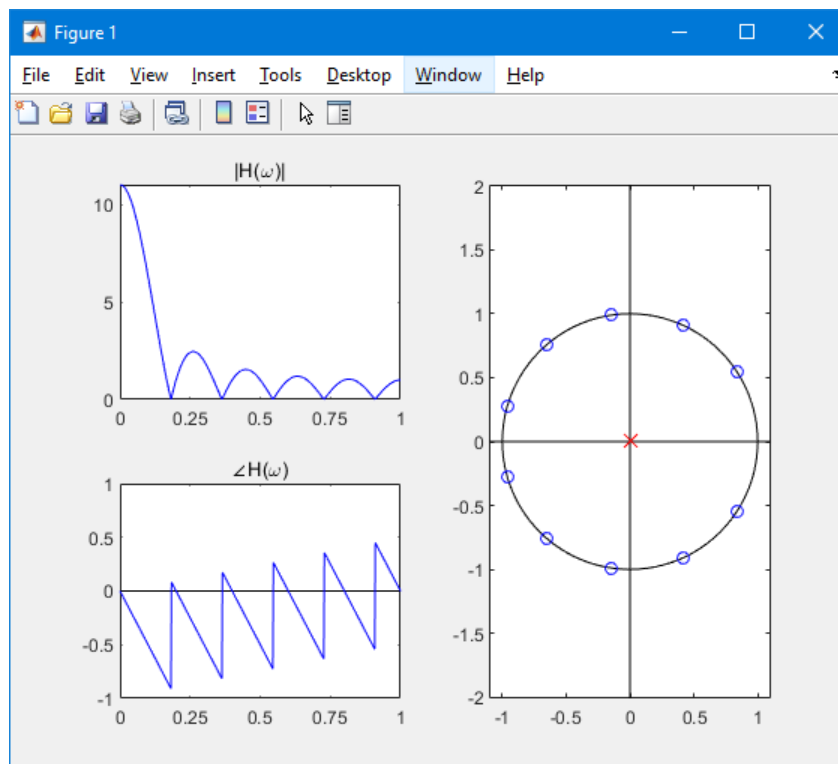 Figure 1
File Edit View Insert Tools Desktop Window Help
|H(ω)|
10
5
0
0 0.25 0.5 0.75 1
∠H(ω)
1
0.5
0
-0.5
-1
0 0.25 0.5 0.75 1
2
1.5
1
0.5
0
-0.5
-1
-1.5
-2
-1 -0.5 0 0.5 1